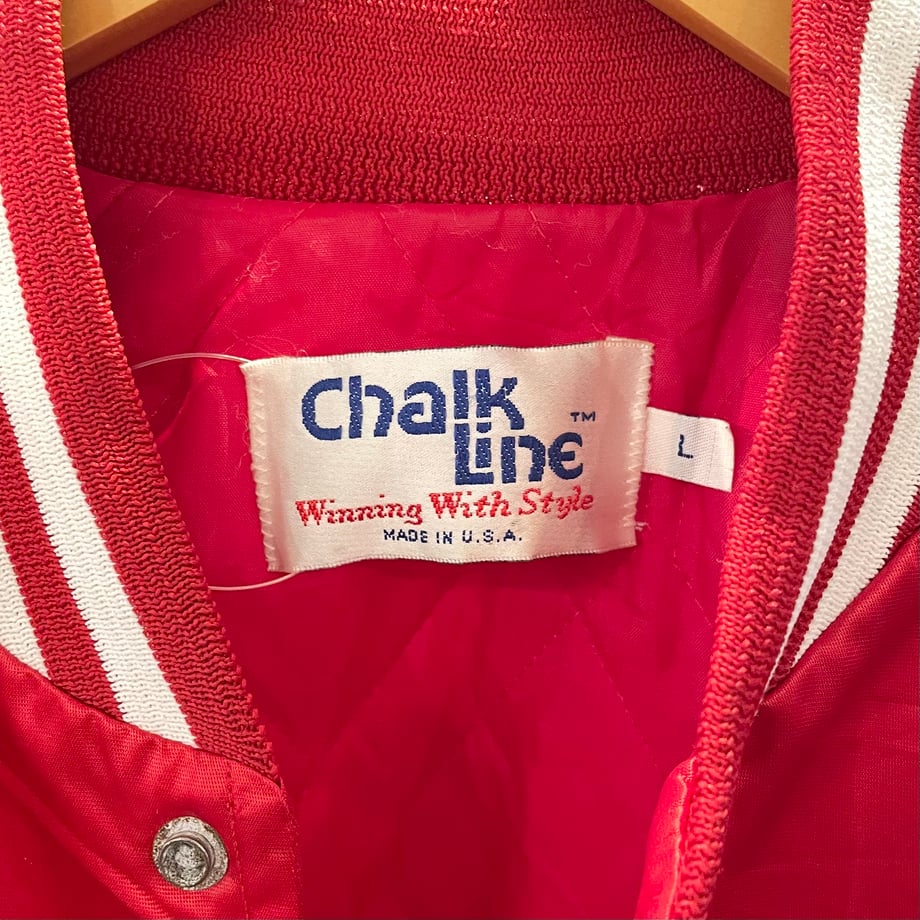 Chalk
Line™
L
Winning With Style
MADE IN U.S.A.